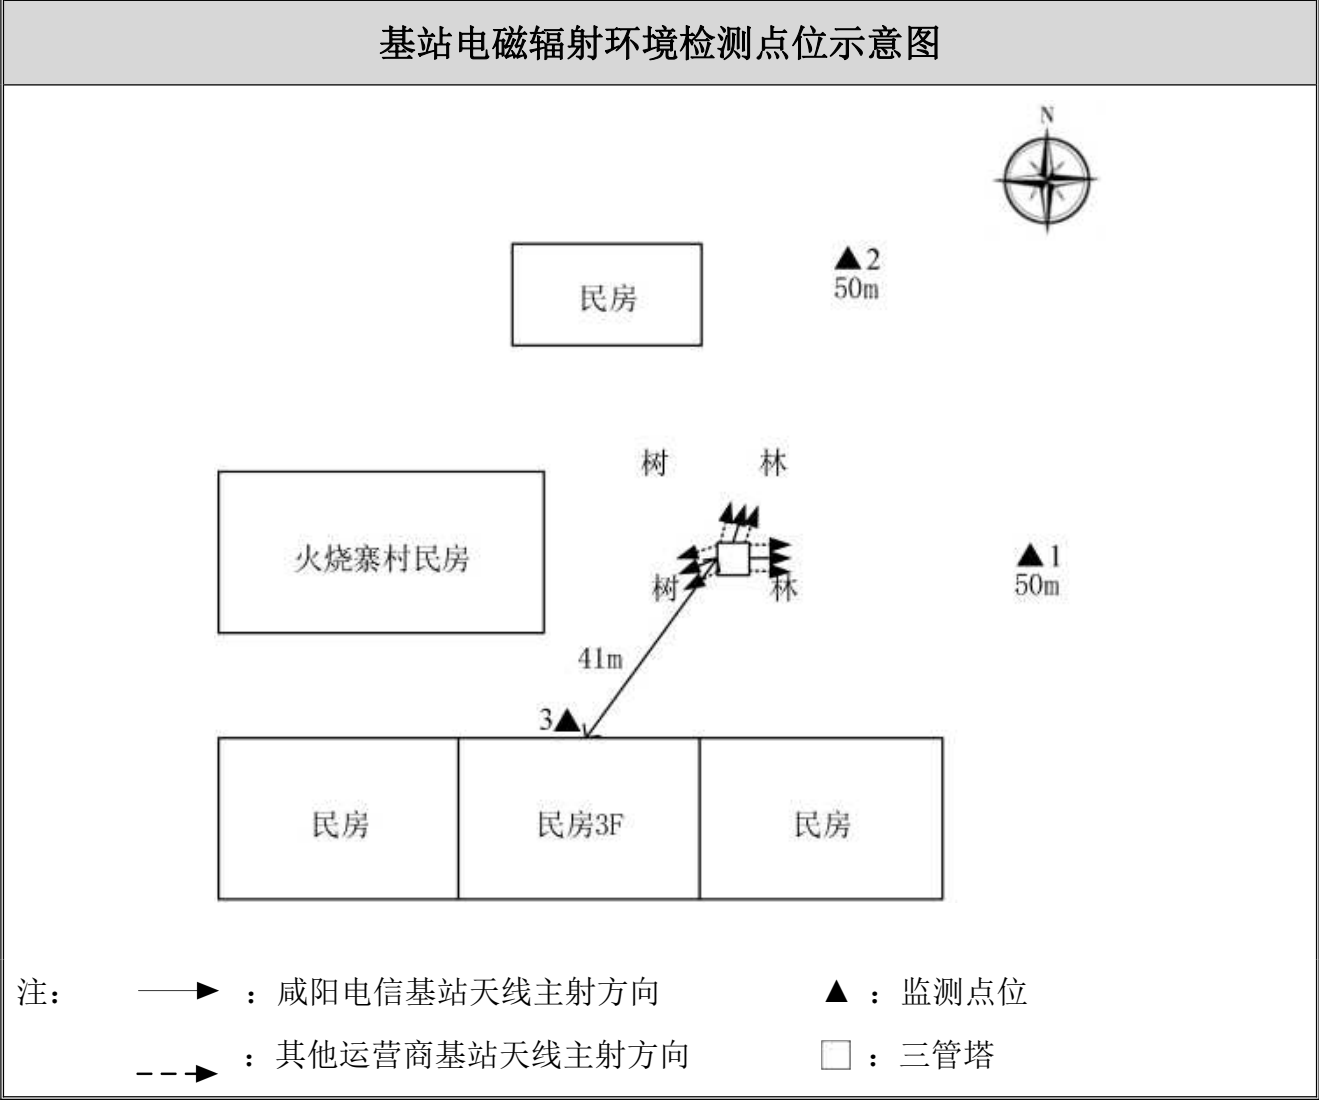 基站电磁辐射环境检测点位示意图
N
▲2
50m
民房
树 林
火烧寨村民房
▲1
50m
树 林
41m
3▲
民房
民房3F
民房
注： ：咸阳电信基站天线主射方向 ▲：监测点位
：其他运营商基站天线主射方向 ：三管塔